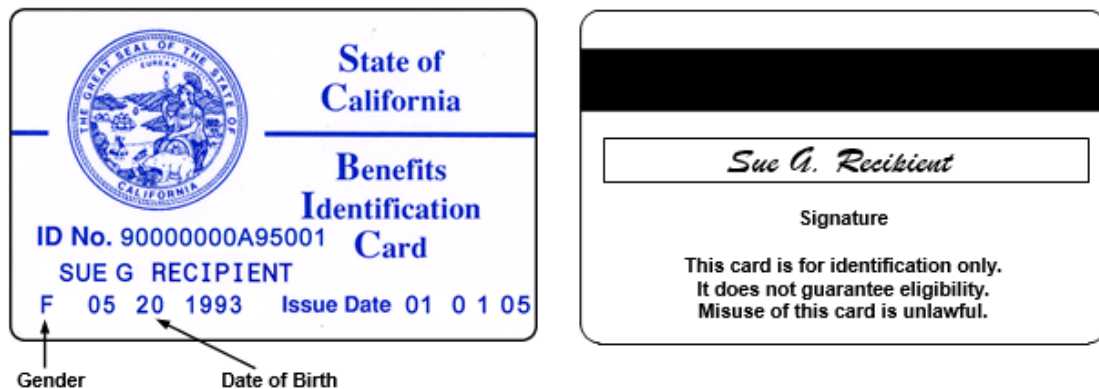 THE GREAT SEAL OF THE STATE OF CALIFORNIA
EUREKA
State of
California
Benefits
Identification
Card
ID No. 90000000A95001
SUE G RECIPIENT
F 05 20 1993 Issue Date 01 0 1 05
Gender Date of Birth
Sue G. Recipient
Signature
This card is for identification only.
It does not guarantee eligibility.
Misuse of this card is unlawful.